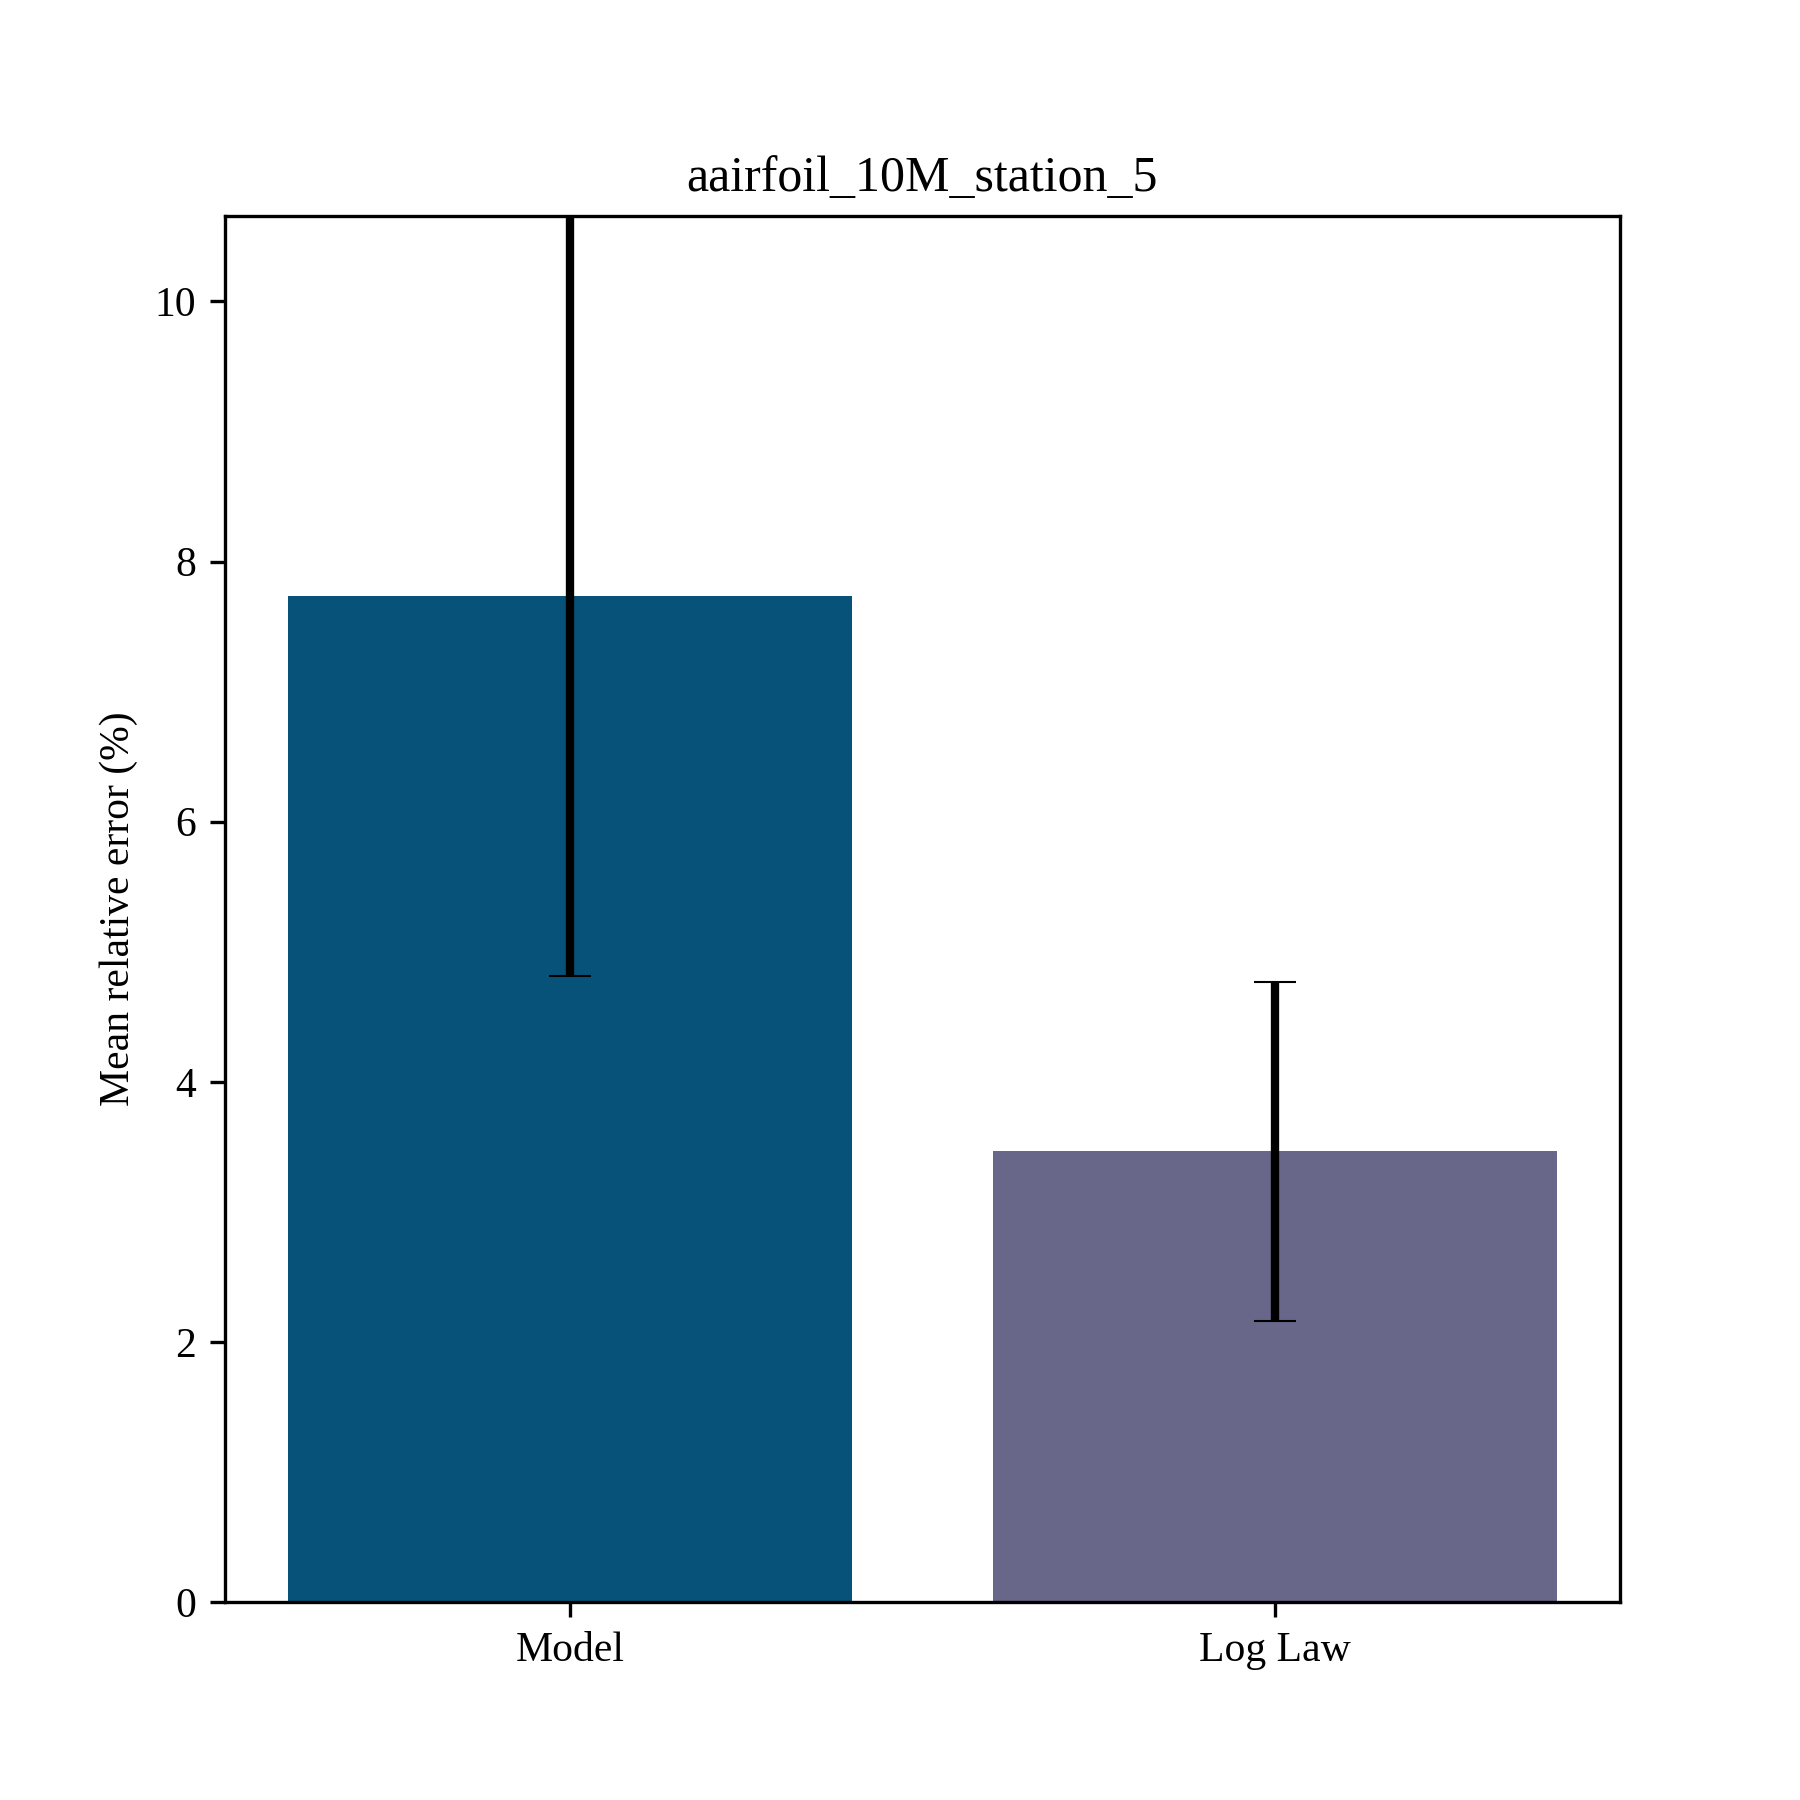 aairfoil_10M_station_5
Mean relative error (%)
10
8
6
4
2
0
Model
Log Law